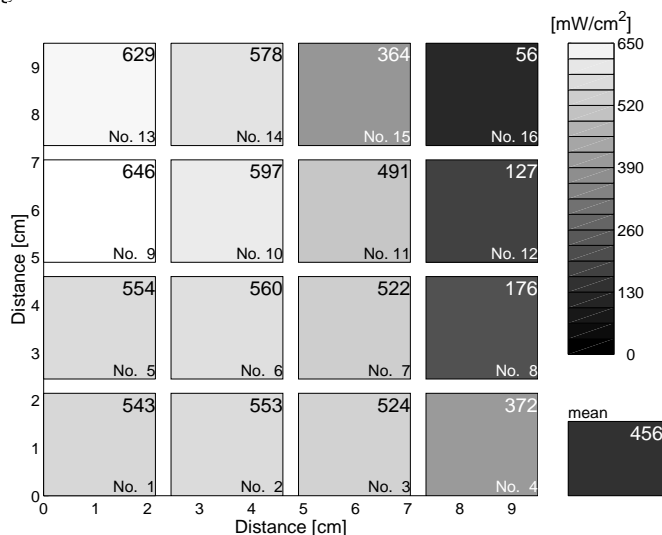 [mW/cm²]
629 578 364 56
No. 13 No. 14 No. 15 No. 16
646 597 491 127
No. 9 No. 10 No. 11 No. 12
554 560 522 176
No. 5 No. 6 No. 7 No. 8
543 553 524 372
No. 1 No. 2 No. 3 No. 4
9
8
7
6
5
4
3
2
1
0
Distance [cm]
0 1 2 3 4 5 6 7 8 9
Distance [cm]
650
520
390
260
130
0
mean
456